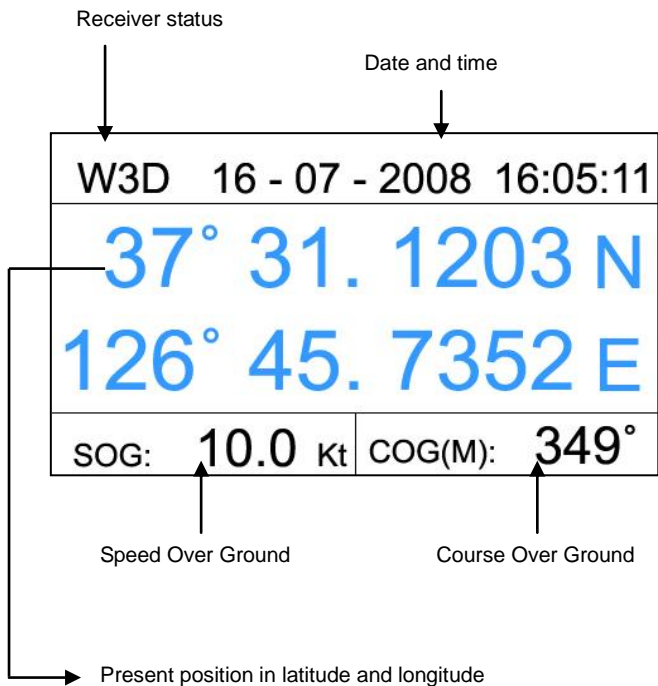 Receiver status
Date and time
W3D 16 - 07 - 2008 16:05:11
37° 31. 1203 N
126° 45. 7352 E
SOG: 10.0 Kt COG(M): 349°
Speed Over Ground Course Over Ground
Present position in latitude and longitude